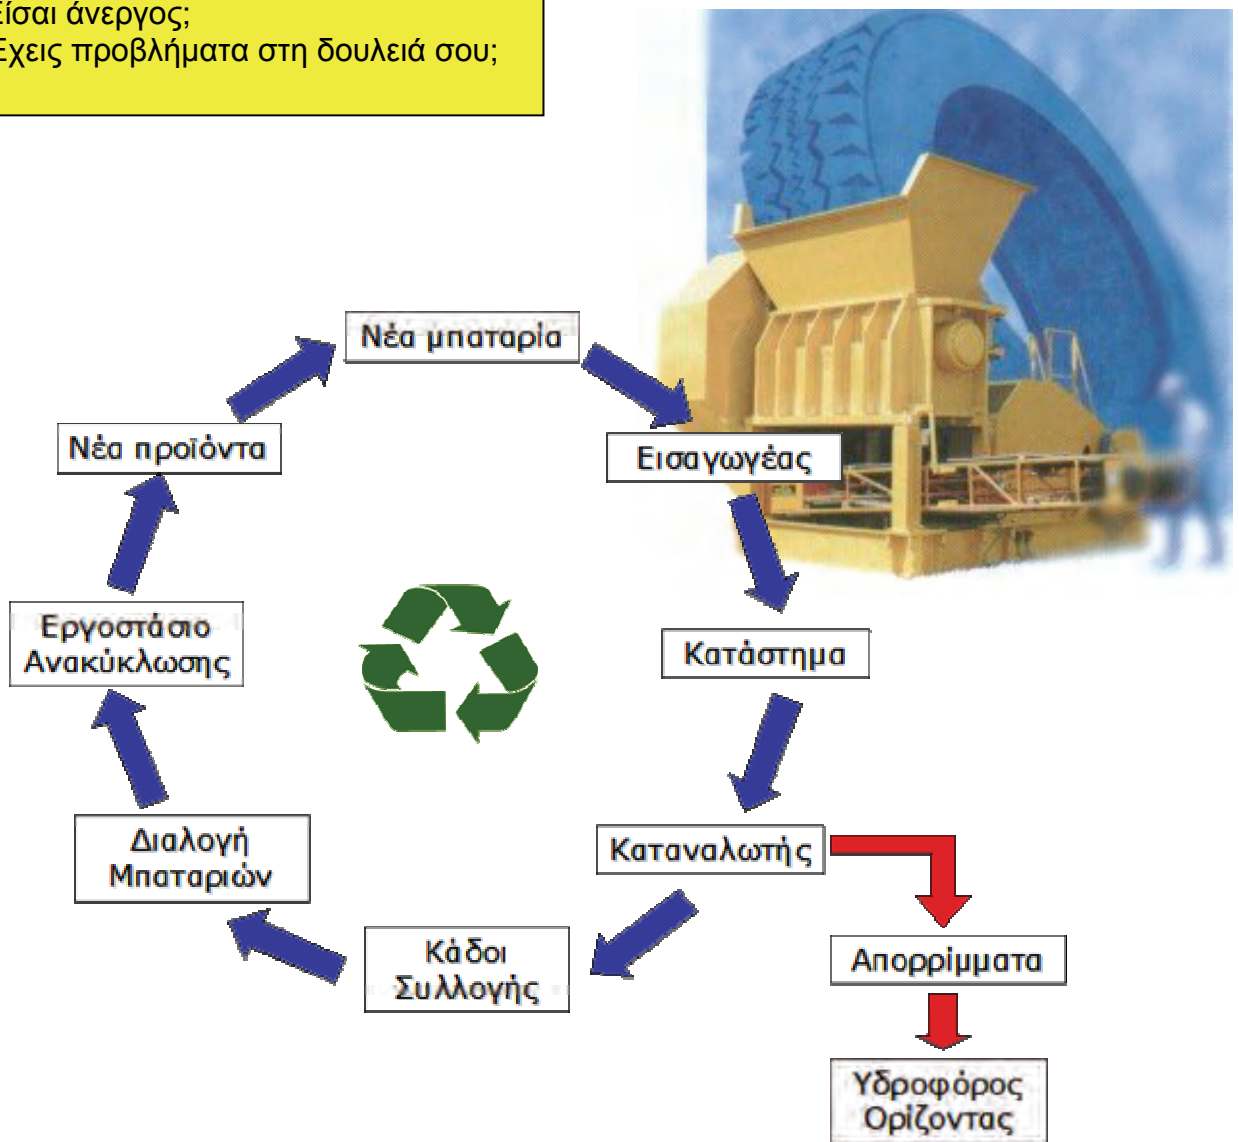 Είσαι άνεργος;
Έχεις προβλήματα στη δουλειά σου;
Νέα μπαταρία
Εισαγωγέας
Κατάστημα
Καταναλωτής
Απορρίμματα
Υδροφόρος
Ορίζοντας
Κάδοι
Συλλογής
Διαλογή
Μπαταριών
Εργοστάσιο
Ανακύκλωσης
Νέα προϊόντα